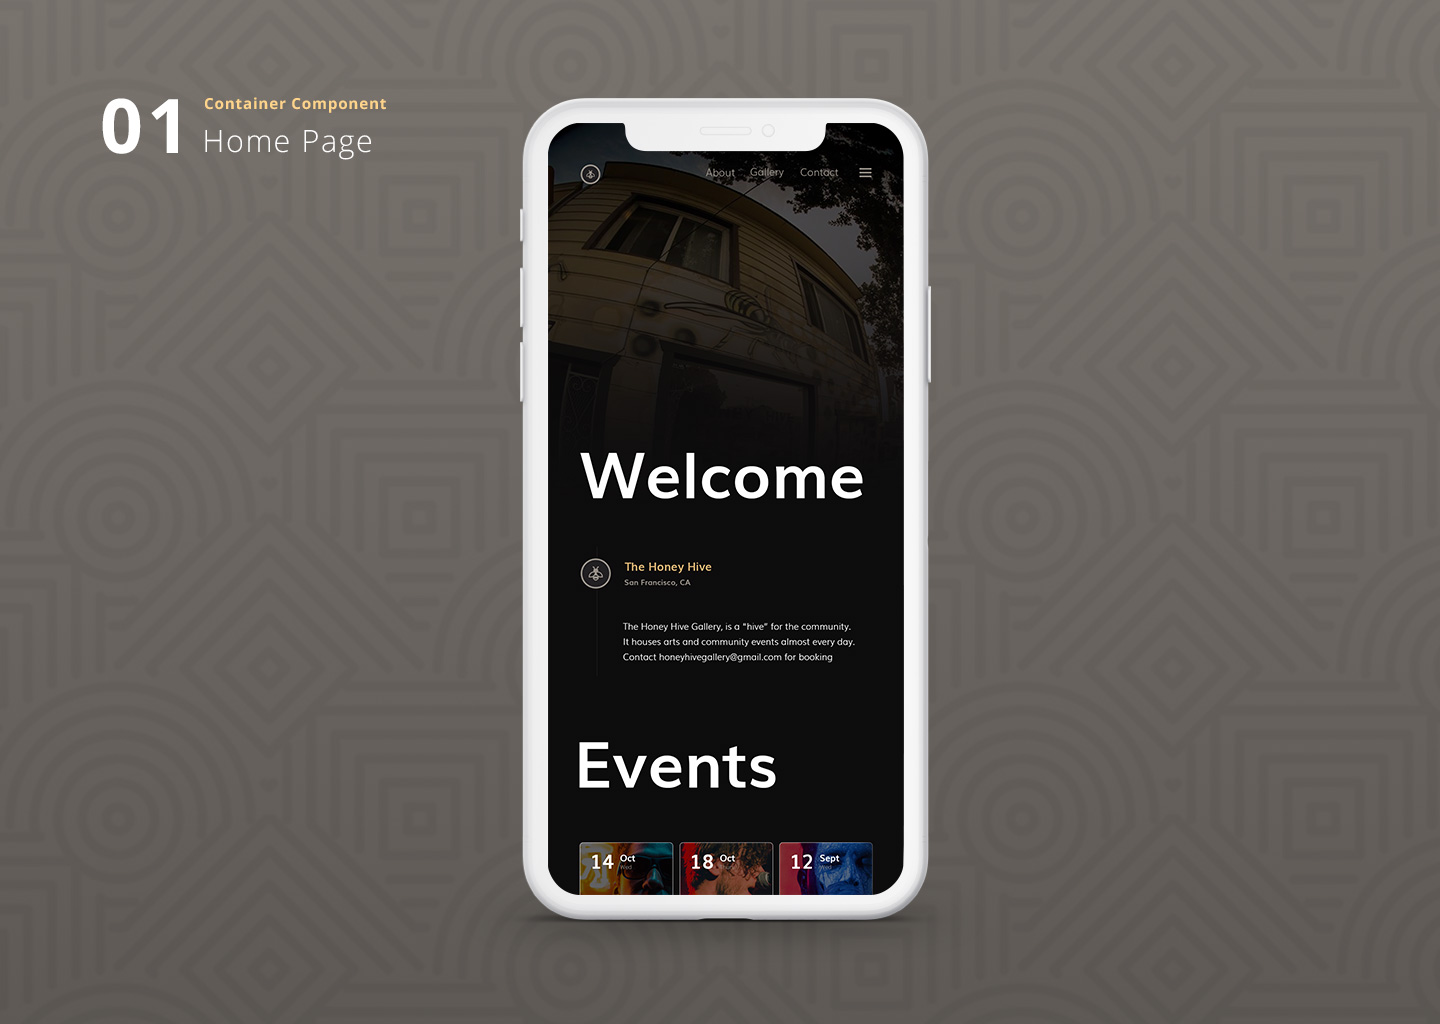 01
Container Component
Home Page
About Gallery Contact
Welcome
The Honey Hive
San Francisco, CA
The Honey Hive Gallery, is a "hive" for the community.
It houses arts and community events almost every day.
Contact honeyhivegallery@gmail.com for booking
Events
14 Oct
Wed
18 Oct
12 Sept
Wed